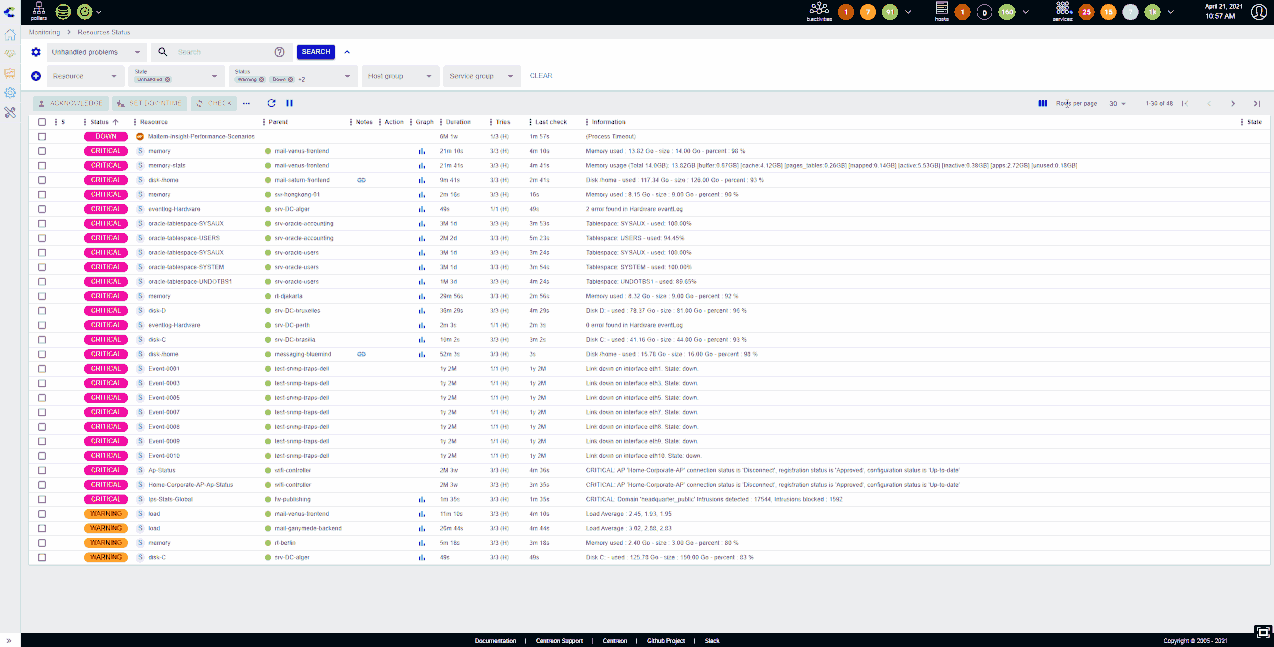 pollers
bv/activities 1 7 91
hosts 1 0 160
services 25 15
April 21, 2021
10:57 AM
Monitoring > Resources Status
Unhandled problems Search SEARCH
Resource State Unhandled Status Warning Down +2 Host group Service group CLEAR
ACKNOWLEDGE SET DOWNTIME CHECK Rows per page 30 1-30 of 48
S Status Resource Parent Notes Action Graph Duration Tries Last check Information State
DOWN 6M 1w 1/3 (H) 1m 57s (Process Timeout)
CRITICAL S memory mail-venus-frontend 21m 10s 3/3 (H) 4m 10s Memory used : 13.82 Go - size : 14.00 Go - percent : 98 %
CRITICAL S memory-stats mail-venus-frontend 21m 41s 3/3 (H) 4m 41s Memory usage (Total 14.0GB): 13.62GB [buffer:0.67GB] [cache:4.12GB] [pages_tables:0.26GB] [mapped:0.14GB] [active:5.53GB] [inactive:0.38GB] [apps:2.72GB] [unused:0.18GB]
CRITICAL S disk-/home mail-saturn-frontend 9m 41s 3/3 (H) 2m 41s Disk /home - used : 117.34 Go - size : 126.00 Go - percent : 93 %
CRITICAL S memory srv-hongkong-01 2m 16s 3/3 (H) 16s Memory used : 8.15 Go - size : 9.00 Go - percent : 90 %
CRITICAL S eventlog-Hardware srv-DC-alger 49s 1/1 (H) 49s 2 error found in Hardware eventLog
CRITICAL S oracle-tablespace-SYSAUX srv-oracle-accounting 3M 1d 3/3 (H) 3m 53s Tablespace: SYSAUX - used: 100.00%
CRITICAL S oracle-tablespace-USERS srv-oracle-accounting 2M 2d 3/3 (H) 5m 23s Tablespace: USERS - used: 94.45%
CRITICAL S oracle-tablespace-SYSAUX srv-oracle-users 3M 1d 3/3 (H) 3m 24s Tablespace: SYSAUX - used: 100.00%
CRITICAL S oracle-tablespace-SYSTEM srv-oracle-users 3M 1d 3/3 (H) 3m 54s Tablespace: SYSTEM - used: 100.00%
CRITICAL S oracle-tablespace-UNDOTBS1 srv-oracle-users 1M 3d 3/3 (H) 4m 24s Tablespace: UNDOTBS1 - used: 89.65%
CRITICAL S memory rt-djakarta 29m 56s 3/3 (H) 2m 56s Memory used : 8.32 Go - size : 9.00 Go - percent : 92 %
CRITICAL S disk-D srv-DC-bruxelles 36m 29s 3/3 (H) 4m 29s Disk D: - used : 78.37 Go - size : 81.00 Go - percent : 96 %
CRITICAL S eventlog-Hardware srv-DC-perth 2m 3s 1/1 (H) 2m 3s 0 error found in Hardware eventLog
CRITICAL S disk-C srv-DC-brasilia 10m 2s 3/3 (H) 3m 2s Disk C: - used : 41.16 Go - size : 44.00 Go - percent : 93 %
CRITICAL S disk-/home messaging-bluemind 52m 3s 3/3 (H) 3s Disk /home - used : 15.78 Go - size : 16.00 Go - percent : 98 %
CRITICAL S Event-0001 test-snmp-traps-dell 1y 2M 1/1 (H) 1y 2M Link down on interface eth1. State: down.
CRITICAL S Event-0003 test-snmp-traps-dell 1y 2M 1/1 (H) 1y 2M Link down on interface eth3. State: down.
CRITICAL S Event-0005 test-snmp-traps-dell 1y 2M 1/1 (H) 1y 2M Link down on interface eth5. State: down.
CRITICAL S Event-0007 test-snmp-traps-dell 1y 2M 1/1 (H) 1y 2M Link down on interface eth7. State: down.
CRITICAL S Event-0008 test-snmp-traps-dell 1y 2M 1/1 (H) 1y 2M Link down on interface eth8. State: down.
CRITICAL S Event-0009 test-snmp-traps-dell 1y 2M 1/1 (H) 1y 2M Link down on interface eth9. State: down.
CRITICAL S Event-0010 test-snmp-traps-dell 1y 2M 1/1 (H) 1y 2M Link down on interface eth10. State: down.
CRITICAL S Ap-Status wifi-controller 2M 3w 3/3 (H) 4m 36s CRITICAL: AP 'Home-Corporate-AP' connection status is 'Disconnect', registration status is 'Approved', configuration status is 'Up-to-date'
CRITICAL S Home-Corporate-AP-Ap-Status wifi-controller 2M 3w 3/3 (H) 3m 35s CRITICAL: AP 'Home-Corporate-AP' connection status is 'Disconnect', registration status is 'Approved', configuration status is 'Up-to-date'
CRITICAL S Ips-Stats-Global fw-publishing 1m 35s 3/3 (H) 1m 35s CRITICAL: Domain 'headquarter_public' Intrusions detected : 17544, Intrusions blocked : 1592
WARNING S load mail-venus-frontend 11m 10s 3/3 (H) 4m 10s Load Average : 2.45, 1.93, 1.95
WARNING S load mail-ganymede-backend 26m 44s 3/3 (H) 4m 44s Load Average : 3.02, 2.88, 2.83
WARNING S memory rt-berlin 5m 18s 3/3 (H) 3m 18s Memory used : 2.40 Go - size : 3.00 Go - percent : 80 %
WARNING S disk-C srv-DC-alger 49s 3/3 (H) 49s Disk C: - used : 125.78 Go - size : 150.00 Go - percent : 83 %
Documentation | Centreon Support | Centreon | Github Project | Slack
Copyright © 2005 - 2021